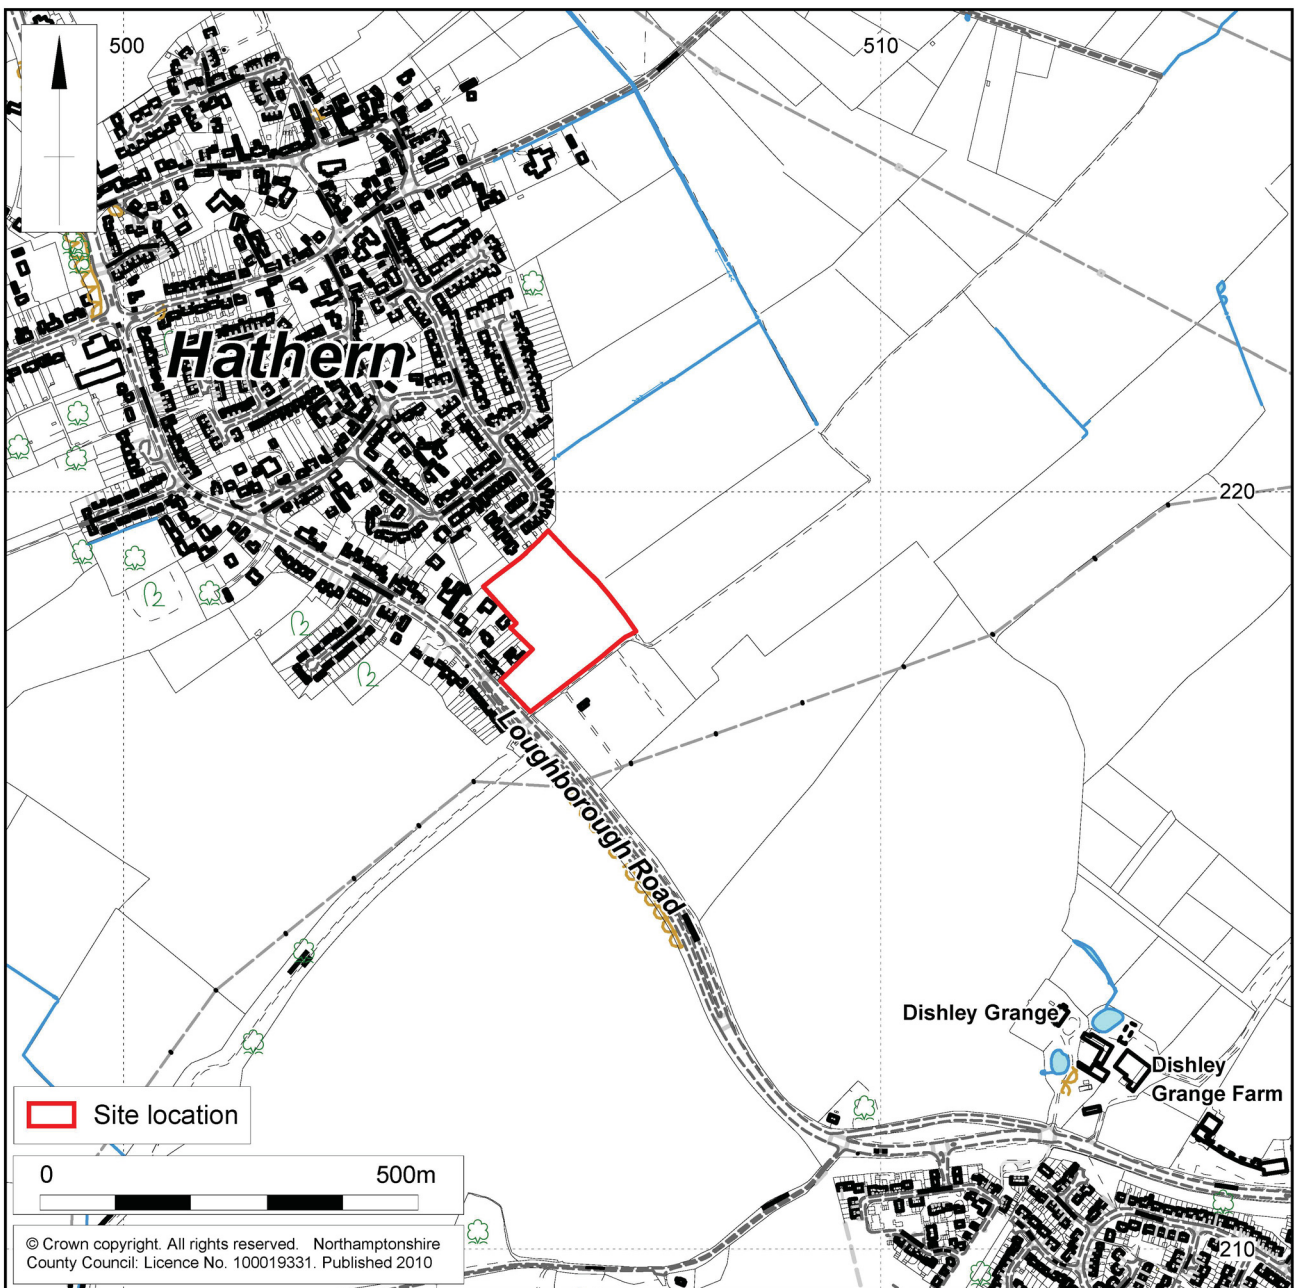 500
510
Hathern
220
Loughborough Road
Dishley Grange
Dishley
Grange Farm
Site location
0
500m
© Crown copyright. All rights reserved. Northamptonshire
County Council: Licence No. 100019331. Published 2010
210